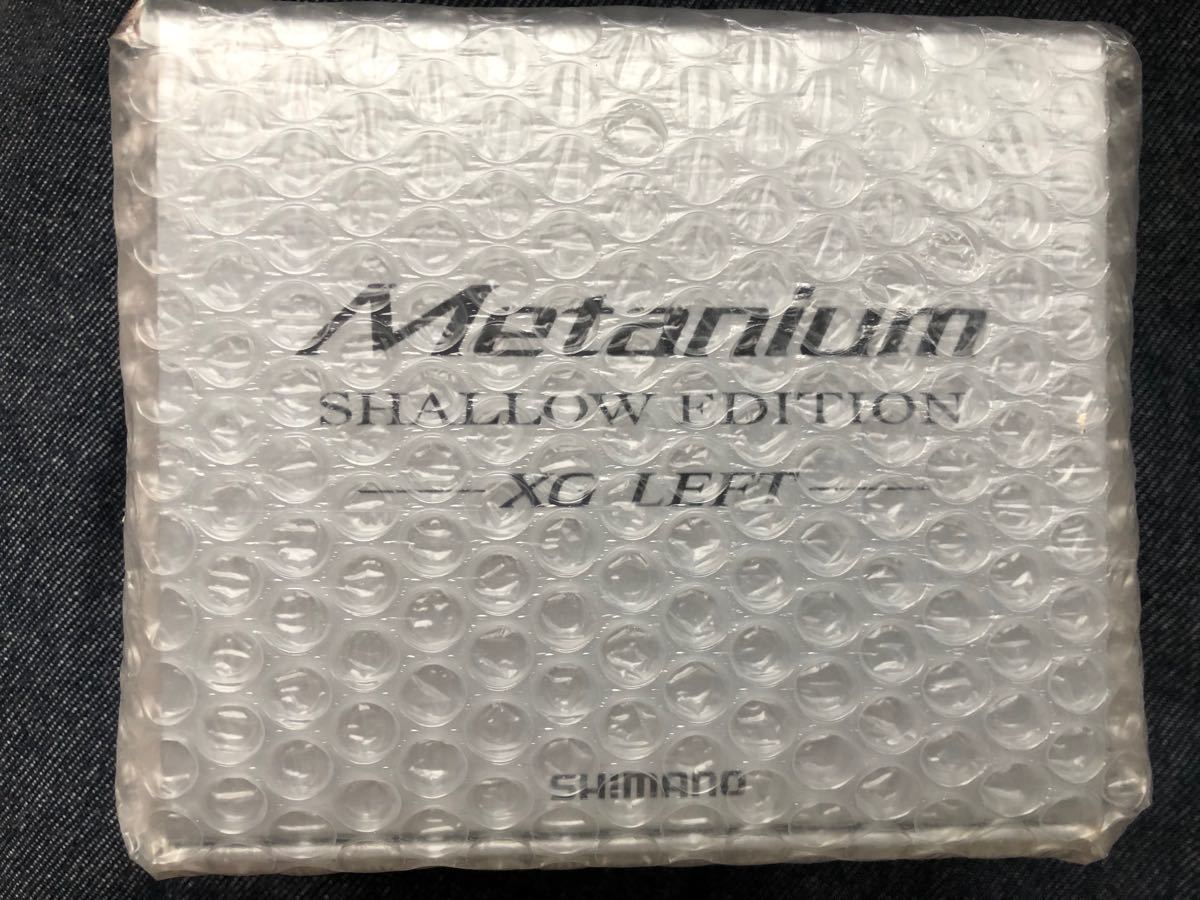 Metanium
SHALLOW EDITION
XG LEFT
SHIMANO